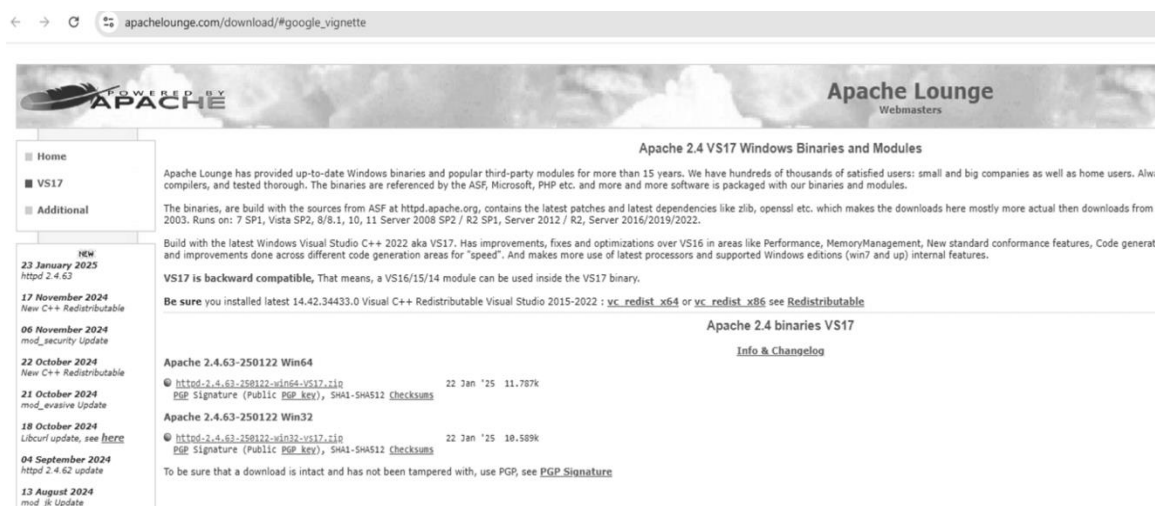 apachelounge.com/download/#google_vignette
POWERED BY
APACHE
Apache Lounge
Webmasters
Home
VS17
Additional
NEW
23 January 2025
httpd 2.4.63
17 November 2024
New C++ Redistributable
06 November 2024
mod_security Update
22 October 2024
New C++ Redistributable
21 October 2024
mod_evasive Update
18 October 2024
Libcurl update, see here
04 September 2024
httpd 2.4.62 update
13 August 2024
mod_jk Update
Apache 2.4 VS17 Windows Binaries and Modules
Apache Lounge has provided up-to-date Windows binaries and popular third-party modules for more than 15 years. We have hundreds of thousands of satisfied users: small and big companies as well as home users. Alw
compilers, and tested thorough. The binaries are referenced by the ASF, Microsoft, PHP etc. and more and more software is packaged with our binaries and modules.
The binaries, are build with the sources from ASF at httpd.apache.org, contains the latest patches and latest dependencies like zlib, openssl etc. which makes the downloads here mostly more actual then downloads from
2003. Runs on: 7 SP1, Vista SP2, 8/8.1, 10, 11 Server 2008 SP2 / R2 SP1, Server 2012 / R2, Server 2016/2019/2022.
Build with the latest Windows Visual Studio C++ 2022 aka VS17. Has improvements, fixes and optimizations over VS16 in areas like Performance, MemoryManagement, New standard conformance features, Code generat
and improvements done across different code generation areas for "speed". And makes more use of latest processors and supported Windows editions (win7 and up) internal features.
VS17 is backward compatible, That means, a VS16/15/14 module can be used inside the VS17 binary.
Be sure you installed latest 14.42.34433.0 Visual C++ Redistributable Visual Studio 2015-2022 : vc_redist_x64 or vc_redist_x86 see Redistributable
Apache 2.4 binaries VS17
Info & Changelog
Apache 2.4.63-250122 Win64
httpd-2.4.63-250122-win64-VS17.zip 22 Jan '25 11.787k
PGP Signature (Public PGP key), SHA1-SHA512 Checksums
Apache 2.4.63-250122 Win32
httpd-2.4.63-250122-win32-vs17.zip 22 Jan '25 10.589k
PGP Signature (Public PGP key), SHA1-SHA512 Checksums
To be sure that a download is intact and has not been tampered with, use PGP, see PGP Signature